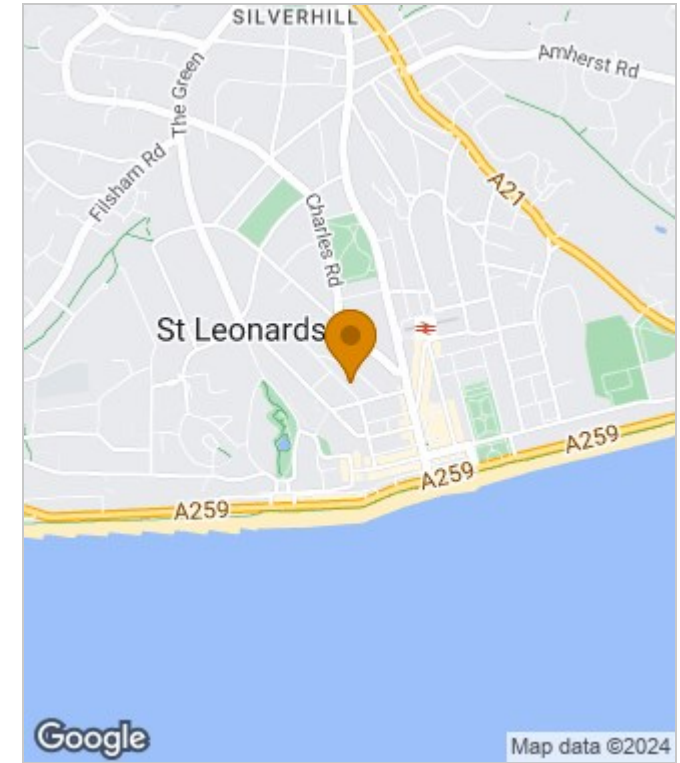 SILVERHILL
Amherst Rd
The Green
A21
Filsham Rd
Charles Rd
St Leonards
A259
A259
A259
Google
Map data ©2024